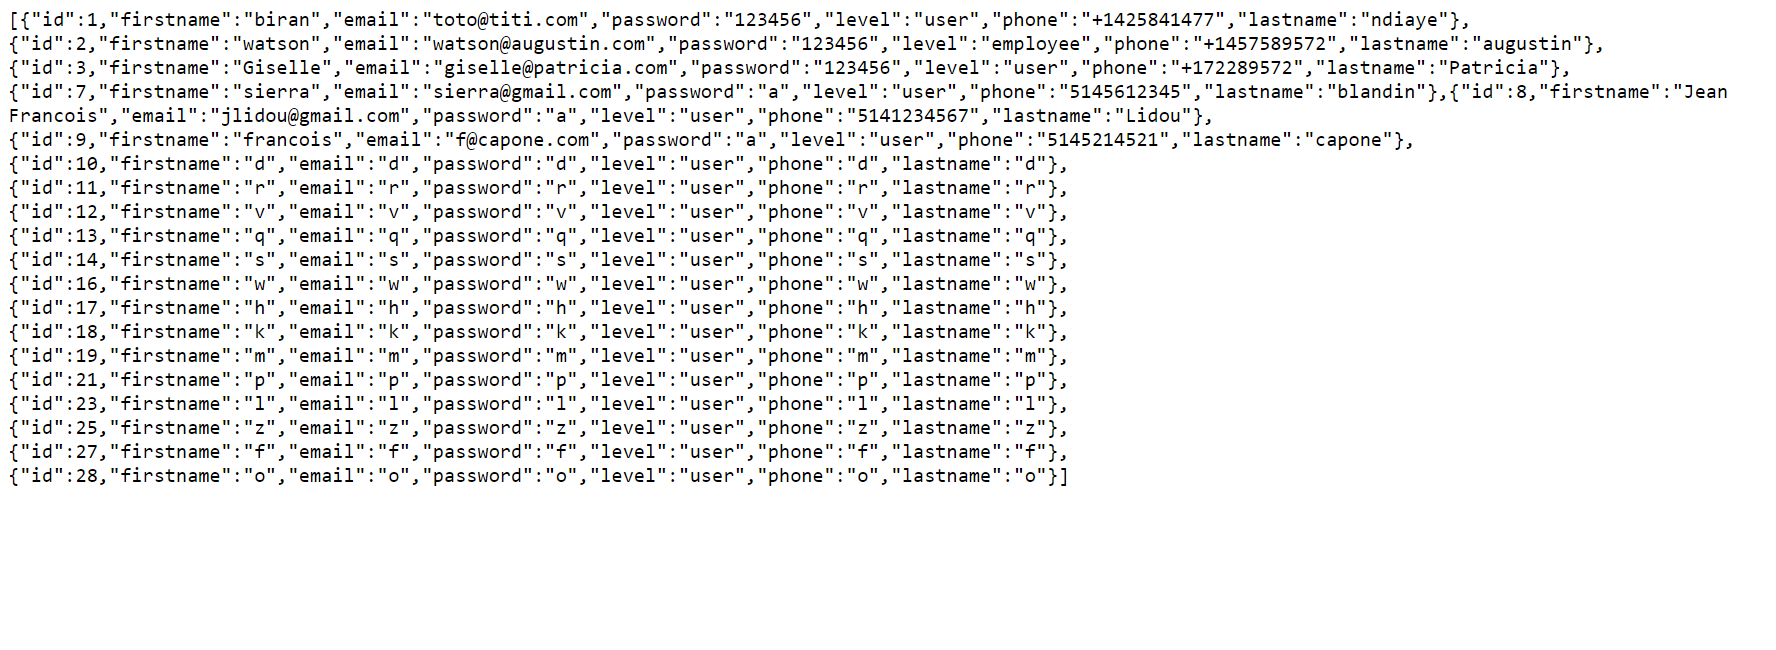 [{"id":1,"firstname":"biran","email":"toto@titi.com","password":"123456","level":"user","phone":"+1425841477","lastname":"ndiaye"},
{"id":2,"firstname":"watson","email":"watson@augustin.com","password":"123456","level":"employee","phone":"+1457589572","lastname":"augustin"},
{"id":3,"firstname":"Giselle","email":"giselle@patricia.com","password":"123456","level":"user","phone":"+172289572","lastname":"Patricia"},
{"id":7,"firstname":"sierra","email":"sierra@gmail.com","password":"a","level":"user","phone":"5145612345","lastname":"blandin"},{"id":8,"firstname":"Jean
Francois","email":"jlidou@gmail.com","password":"a","level":"user","phone":"5141234567","lastname":"Lidou"},
{"id":9,"firstname":"francois","email":"f@capone.com","password":"a","level":"user","phone":"5145214521","lastname":"capone"},
{"id":10,"firstname":"d","email":"d","password":"d","level":"user","phone":"d","lastname":"d"},
{"id":11,"firstname":"r","email":"r","password":"r","level":"user","phone":"r","lastname":"r"},
{"id":12,"firstname":"v","email":"v","password":"v","level":"user","phone":"v","lastname":"v"},
{"id":13,"firstname":"q","email":"q","password":"q","level":"user","phone":"q","lastname":"q"},
{"id":14,"firstname":"s","email":"s","password":"s","level":"user","phone":"s","lastname":"s"},
{"id":16,"firstname":"w","email":"w","password":"w","level":"user","phone":"w","lastname":"w"},
{"id":17,"firstname":"h","email":"h","password":"h","level":"user","phone":"h","lastname":"h"},
{"id":18,"firstname":"k","email":"k","password":"k","level":"user","phone":"k","lastname":"k"},
{"id":19,"firstname":"m","email":"m","password":"m","level":"user","phone":"m","lastname":"m"},
{"id":21,"firstname":"p","email":"p","password":"p","level":"user","phone":"p","lastname":"p"},
{"id":23,"firstname":"l","email":"l","password":"l","level":"user","phone":"l","lastname":"l"},
{"id":25,"firstname":"z","email":"z","password":"z","level":"user","phone":"z","lastname":"z"},
{"id":27,"firstname":"f","email":"f","password":"f","level":"user","phone":"f","lastname":"f"},
{"id":28,"firstname":"o","email":"o","password":"o","level":"user","phone":"o","lastname":"o"}]